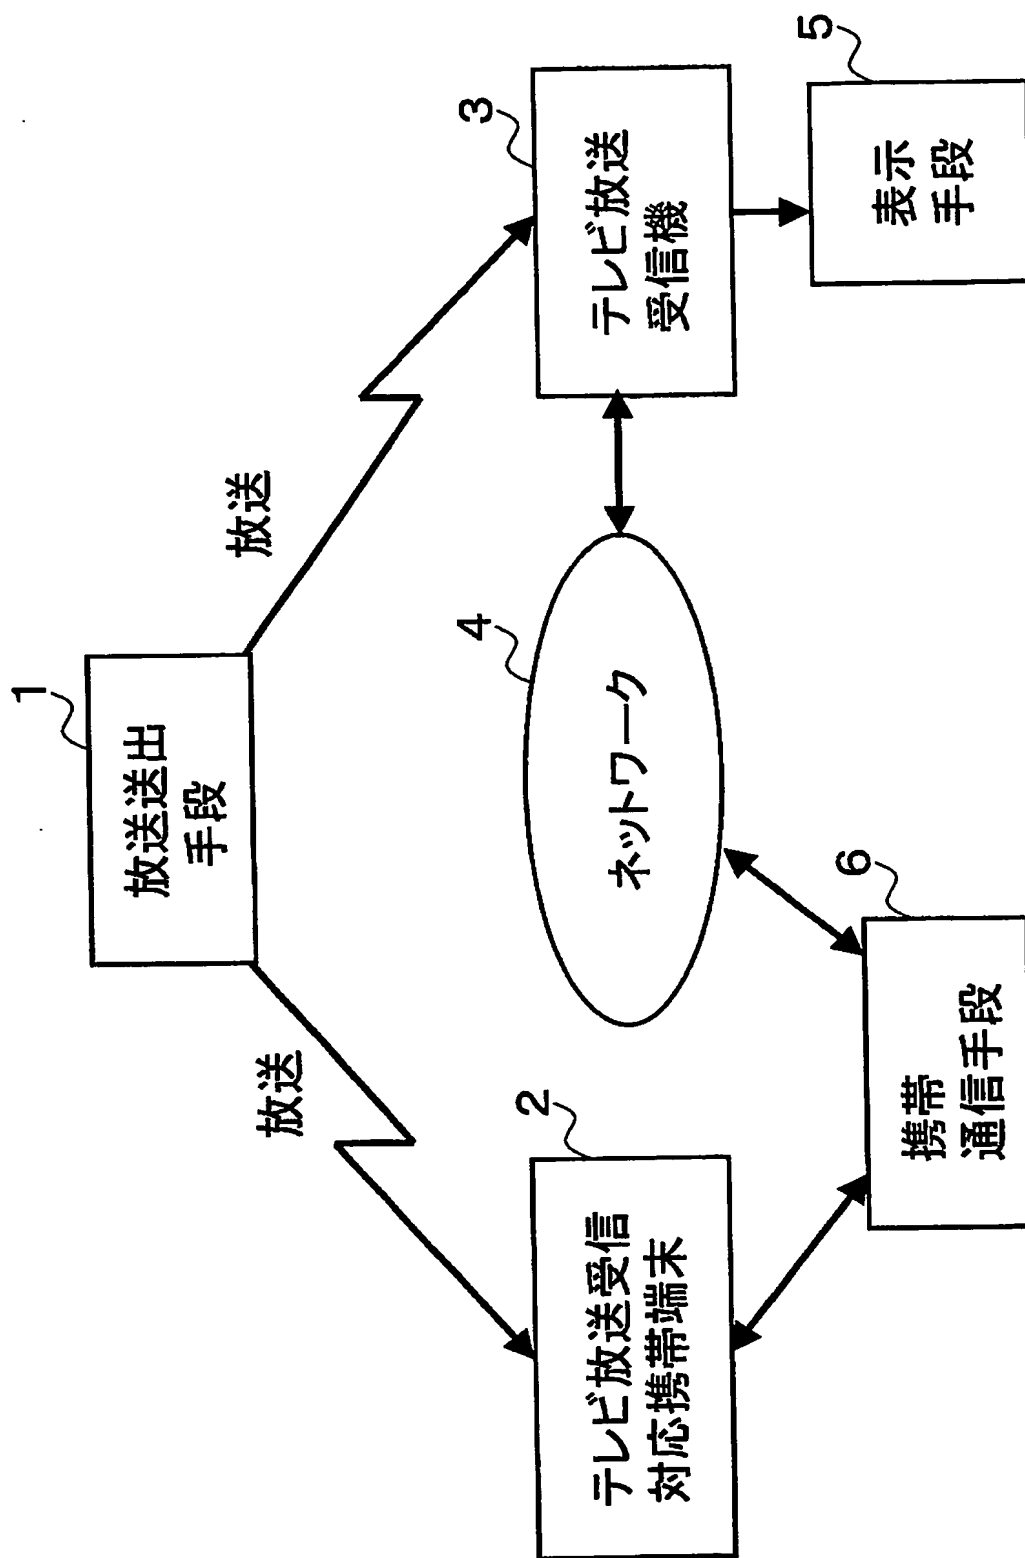 1
放送送出
手段
放送
放送
2
テレビ放送受信
対応携帯端末
3
テレビ放送
受信機
4
ネットワーク
5
表示
手段
6
携帯
通信手段